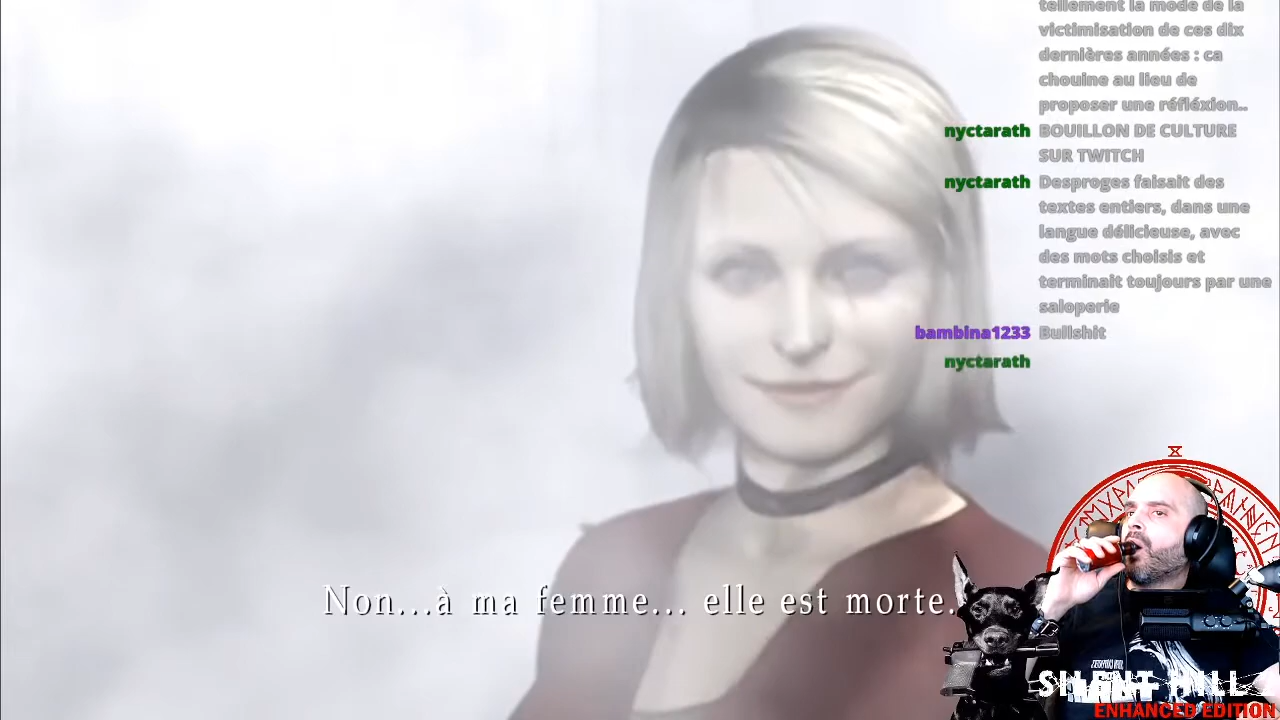 tellement la mode de la
victimisation de ces dix
dernières années : ca
chouine au lieu de
proposer une réfléxion..
nyctarath BOUILLON DE CULTURE
SUR TWITCH
nyctarath Desproges faisait des
textes entiers, dans une
langue délicieuse, avec
des mots choisis et
terminait toujours par une
saloperie
bambina1233 Bullshit
nyctarath
Non...à ma femme... elle est morte.
SILENT HILL
ENHANCED EDITION